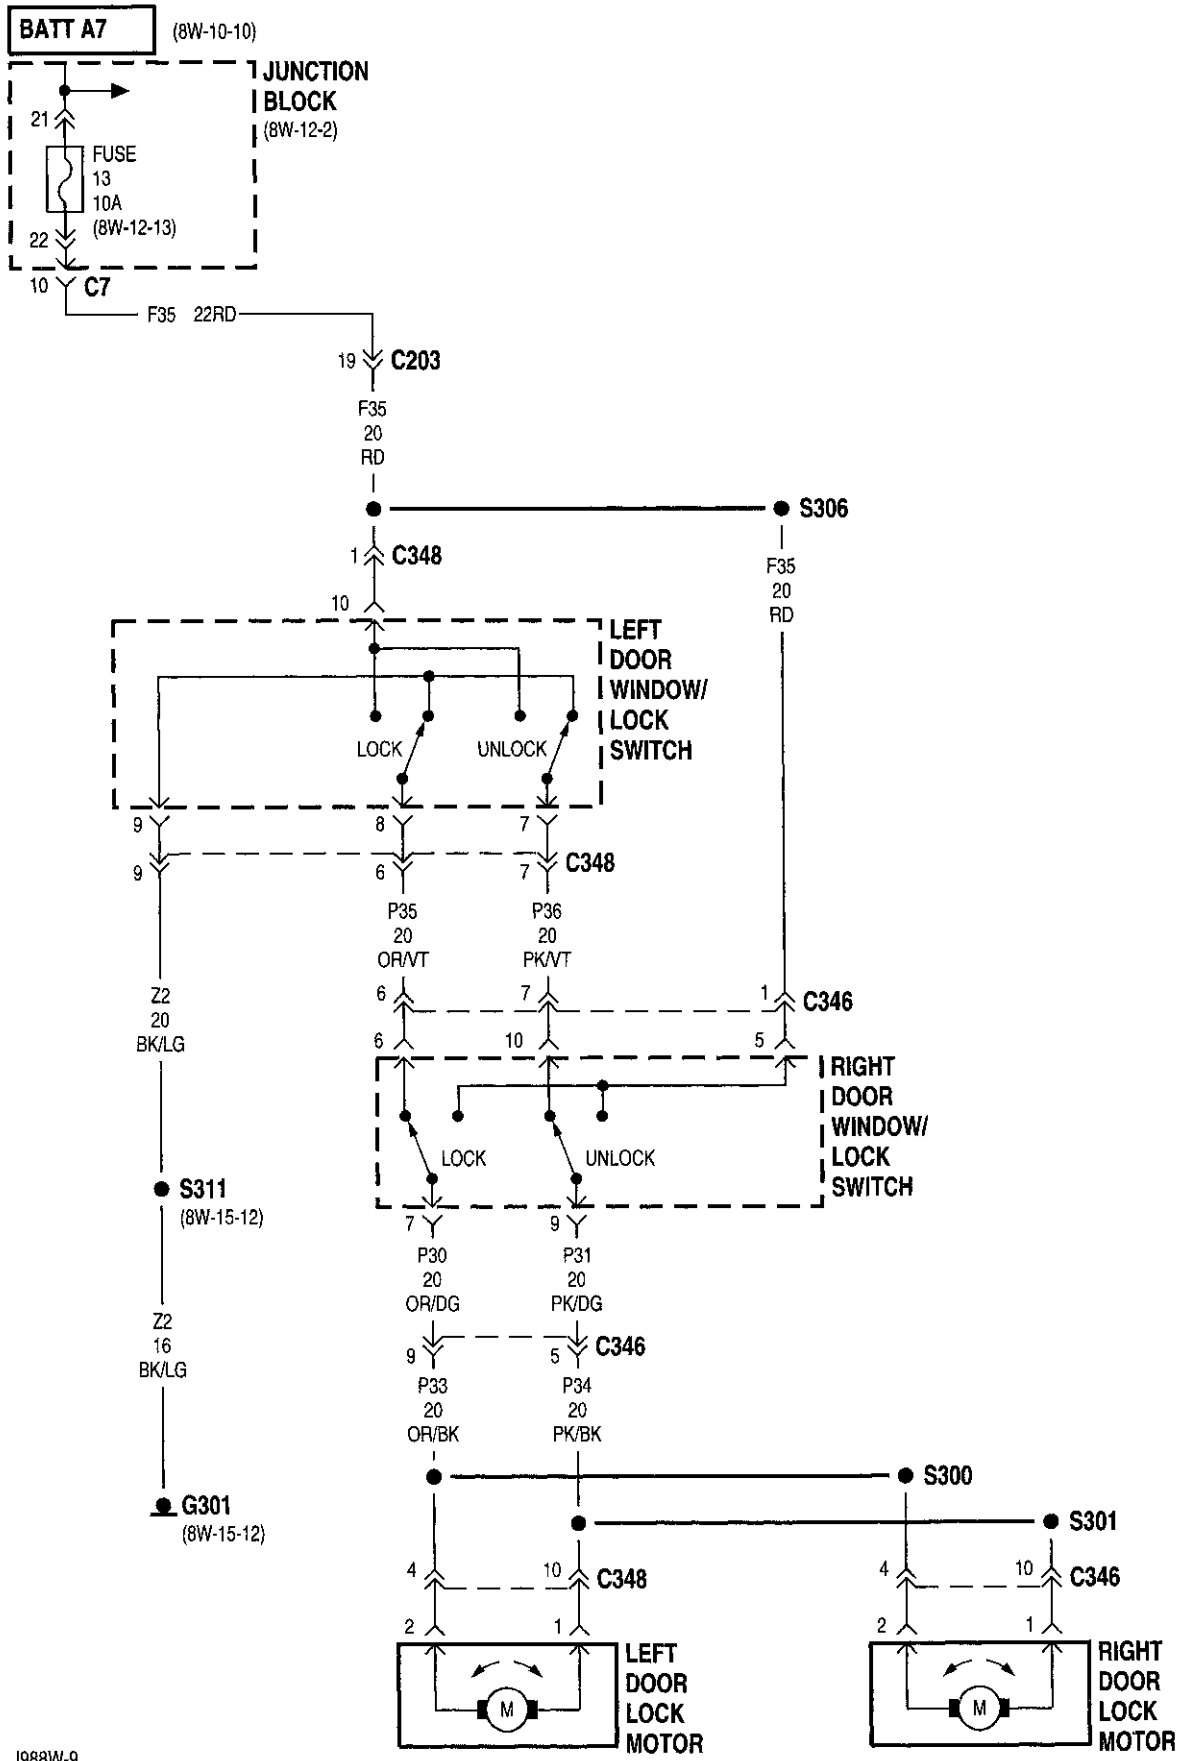 BATT A7 (8W-10-10)
JUNCTION
BLOCK
(8W-12-2)
21
FUSE
13
10A
(8W-12-13)
22
10 C7
F35 22RD
19 C203
F35
20
RD
S306
1 C348
F35
20
RD
10
LEFT
DOOR
WINDOW/
LOCK
SWITCH
LOCK UNLOCK
9 8 7
9 6 7 C348
P35 P36
20 20
OR/VT PK/VT
Z2
20
BK/LG
6 7 1 C346
6 10 5
RIGHT
DOOR
WINDOW/
LOCK
SWITCH
LOCK UNLOCK
S311
(8W-15-12)
7 9
P30 P31
20 20
OR/DG PK/DG
Z2
16
BK/LG
9 5 C346
P33 P34
20 20
OR/BK PK/BK
S300
G301
(8W-15-12)
S301
4 10 C348 4 10 C346
2 1 2 1
LEFT
DOOR
LOCK
MOTOR
M
RIGHT
DOOR
LOCK
MOTOR
M
J988W-9